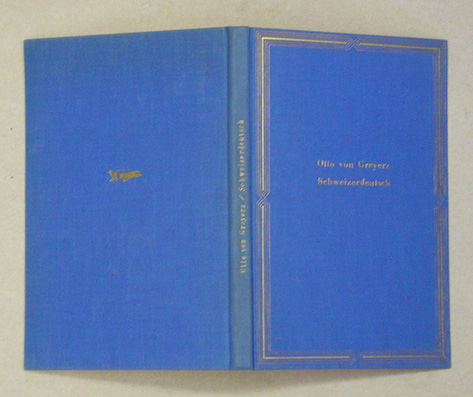 Otto von Greyerz
Schweizerdeutsch
Otto von Greyerz / Schweizerdeutsch